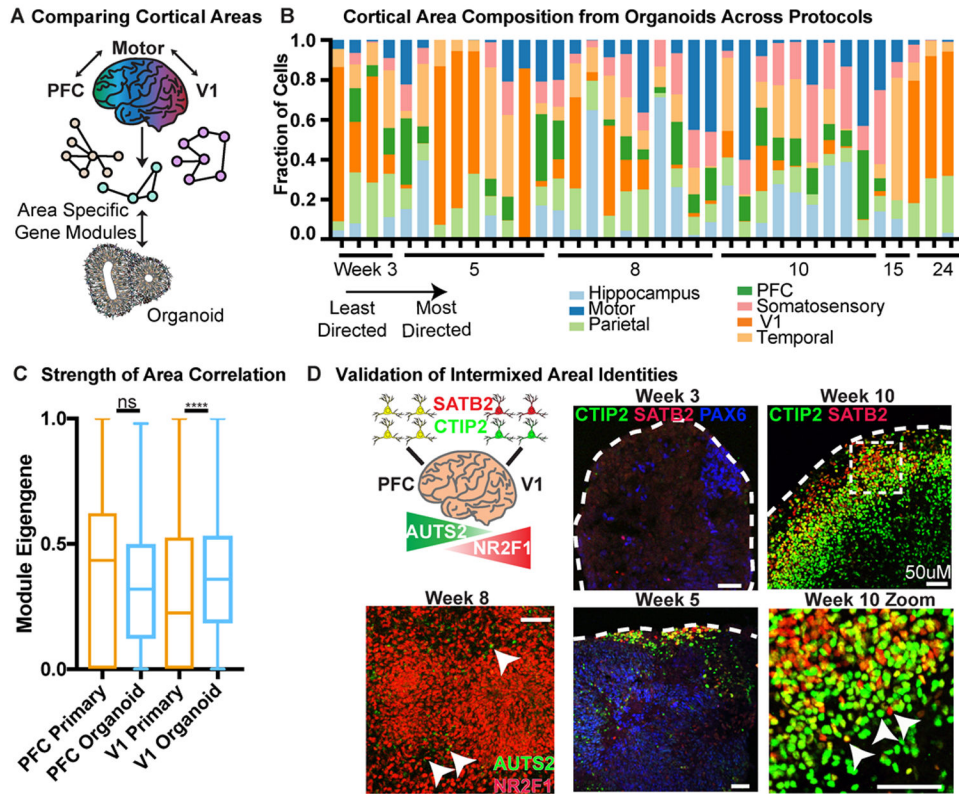 A Comparing Cortical Areas
Motor
PFC
V1
Area Specific
Gene Modules
Organoid
B Cortical Area Composition from Organoids Across Protocols
Fraction of Cells
1.0
0.8
0.6
0.4
0.2
0.0
Week 3
5
8
10
15
24
Least
Directed
Most
Directed
Hippocampus
Motor
Parietal
PFC
Somatosensory
V1
Temporal
C Strength of Area Correlation
ns
****
Module Eigengene
1.0
0.5
0.0
PFC Primary
PFC Organoid
V1 Primary
V1 Organoid
D Validation of Intermixed Areal Identities
SATB2
CTIP2
PFC
V1
AUTS2
NR2F1
Week 3
CTIP2 SATB2 PAX6
Week 10
CTIP2 SATB2
50uM
Week 8
AUTS2
NR2F1
Week 5
Week 10 Zoom